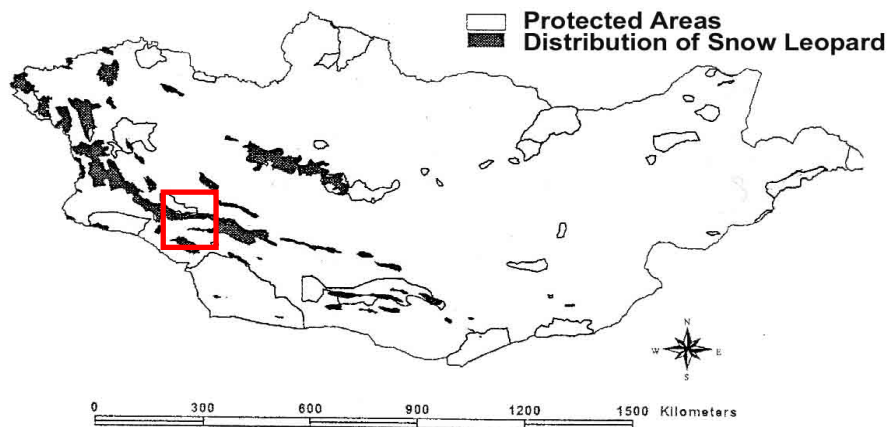 Protected Areas
Distribution of Snow Leopard
N
W E
S
0 300 600 900 1200 1500 Kilometers